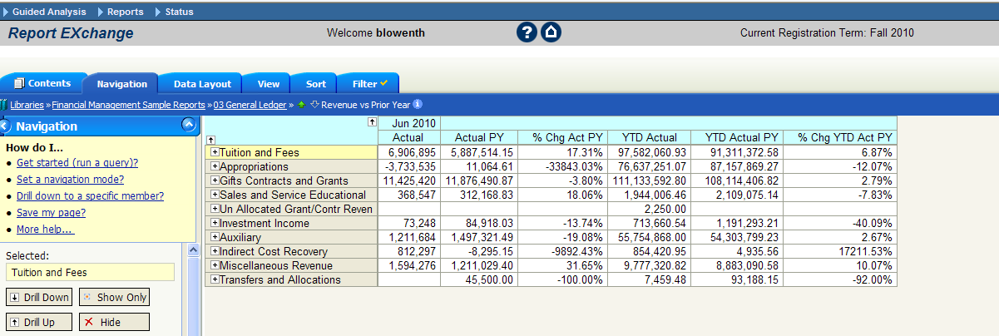 Guided Analysis Reports Status
Report EXchange Welcome blowenth ? Current Registration Term: Fall 2010
Contents Navigation Data Layout View Sort Filter
Libraries » Financial Management Sample Reports » 03 General Ledger » Revenue vs Prior Year i
Navigation
How do I...
Get started (run a query)?
Set a navigation mode?
Drill down to a specific member?
Save my page?
More help...
Selected:
Tuition and Fees
Drill Down Show Only
Drill Up Hide
Jun 2010
Actual Actual PY % Chg Act PY YTD Actual YTD Actual PY % Chg YTD Act PY
Tuition and Fees 6,906,895 5,887,514.15 17.31% 97,582,060.93 91,311,372.58 6.87%
Appropriations -3,733,535 11,064.61 -33843.03% 76,637,251.07 87,157,869.27 -12.07%
Gifts Contracts and Grants 11,425,420 11,876,490.87 -3.80% 111,133,592.80 108,114,406.82 2.79%
Sales and Service Educational 368,547 312,168.83 18.06% 1,944,006.46 2,109,075.14 -7.83%
Un Allocated Grant/Contr Reven 2,250.00
Investment Income 73,248 84,918.03 -13.74% 713,660.54 1,191,293.21 -40.09%
Auxiliary 1,211,684 1,497,321.49 -19.08% 55,754,868.00 54,303,799.23 2.67%
Indirect Cost Recovery 812,297 -8,295.15 -9892.43% 854,420.95 4,935.56 17211.53%
Miscellaneous Revenue 1,594,276 1,211,029.40 31.65% 9,777,320.82 8,883,090.58 10.07%
Transfers and Allocations 45,500.00 -100.00% 7,459.48 93,188.15 -92.00%